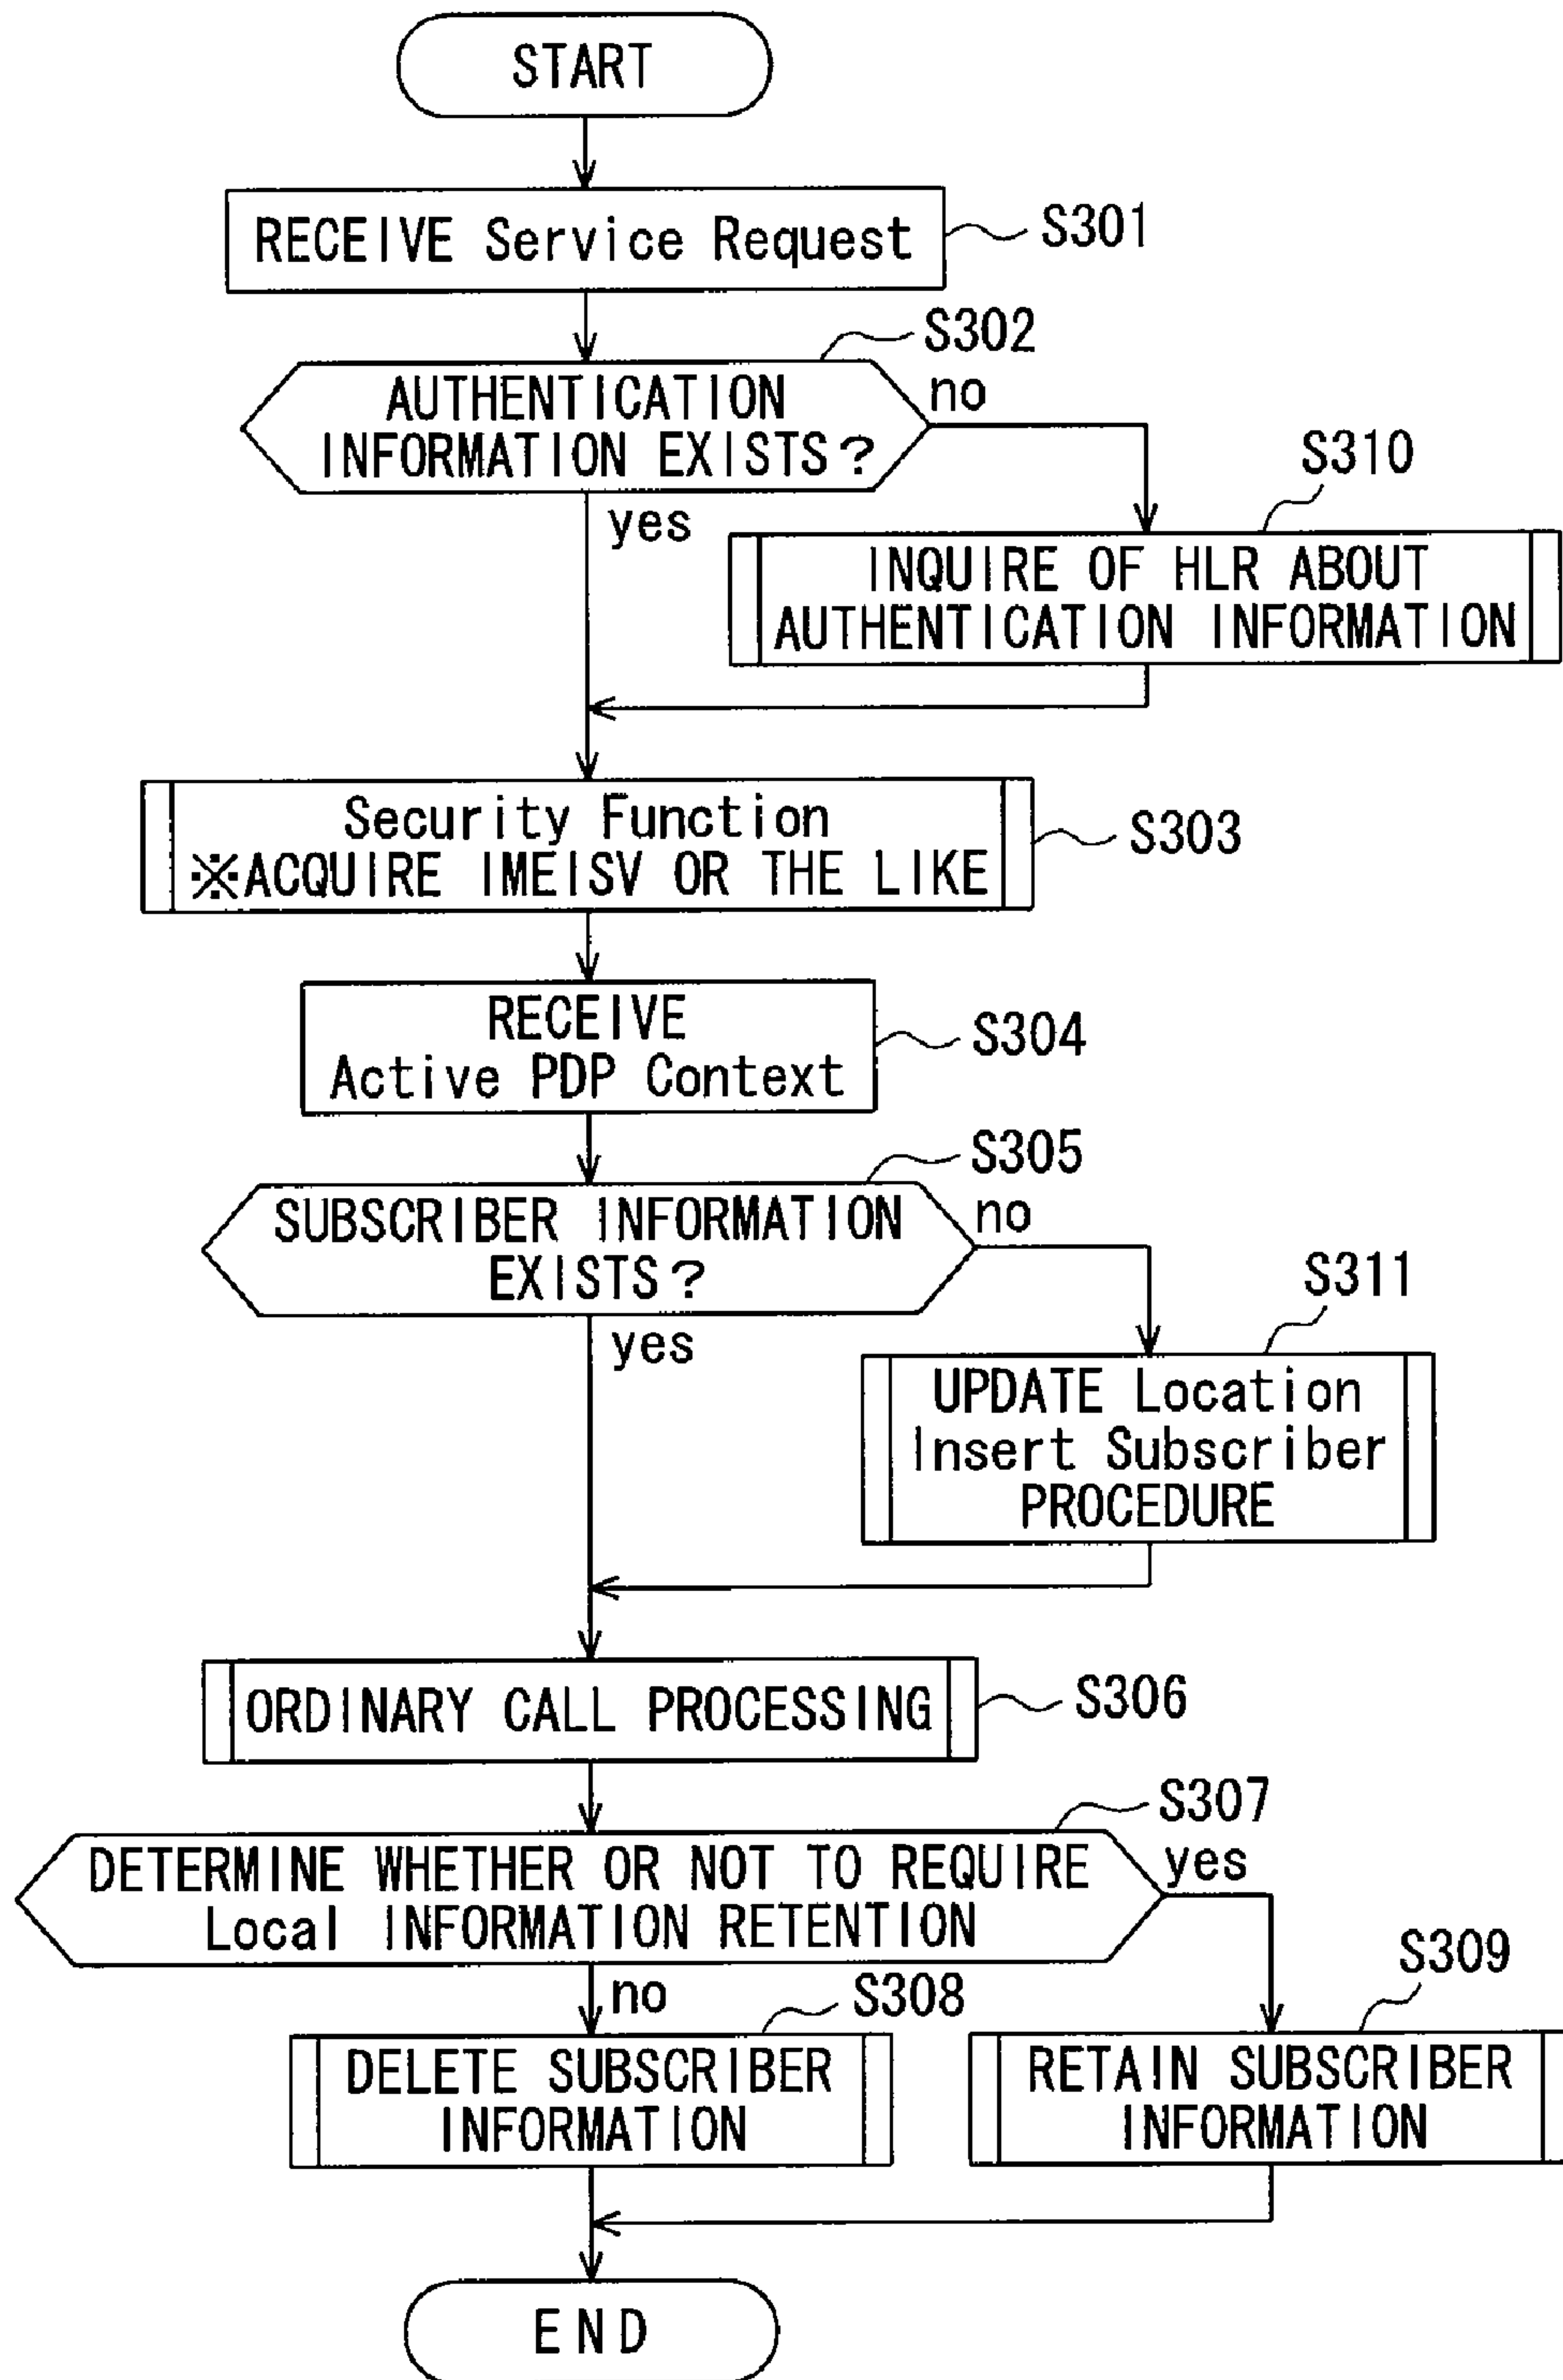 START
RECEIVE Service Request
S301
S302
AUTHENTICATION
INFORMATION EXISTS?
no
yes
S310
INQUIRE OF HLR ABOUT
AUTHENTICATION INFORMATION
Security Function
※ACQUIRE IMEISV OR THE LIKE
S303
RECEIVE
Active PDP Context
S304
S305
SUBSCRIBER INFORMATION
EXISTS?
no
yes
S311
UPDATE Location
Insert Subscriber
PROCEDURE
ORDINARY CALL PROCESSING
S306
S307
DETERMINE WHETHER OR NOT TO REQUIRE
Local INFORMATION RETENTION
yes
no
S308
DELETE SUBSCRIBER
INFORMATION
S309
RETAIN SUBSCRIBER
INFORMATION
END